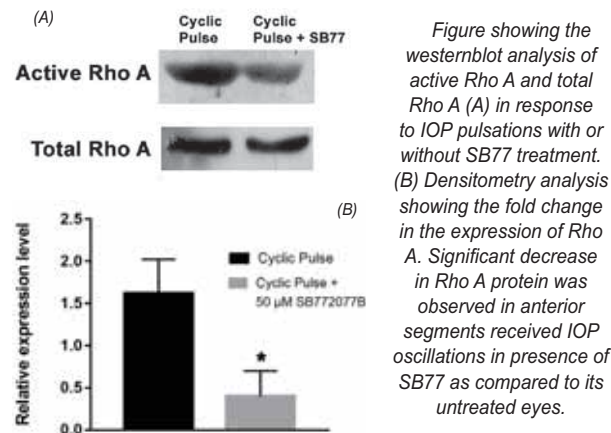 (A)
Cyclic Pulse
Cyclic Pulse + SB77
Active Rho A
Total Rho A
(B)
Relative expression level
2.5
2.0
1.5
1.0
0.5
0.0
Cyclic Pulse
Cyclic Pulse +
50 µM SB772077B
*
Figure showing the
westernblot analysis of
active Rho A and total
Rho A (A) in response
to IOP pulsations with or
without SB77 treatment.
(B) Densitometry analysis
showing the fold change
in the expression of Rho
A. Significant decrease
in Rho A protein was
observed in anterior
segments received IOP
oscillations in presence of
SB77 as compared to its
untreated eyes.